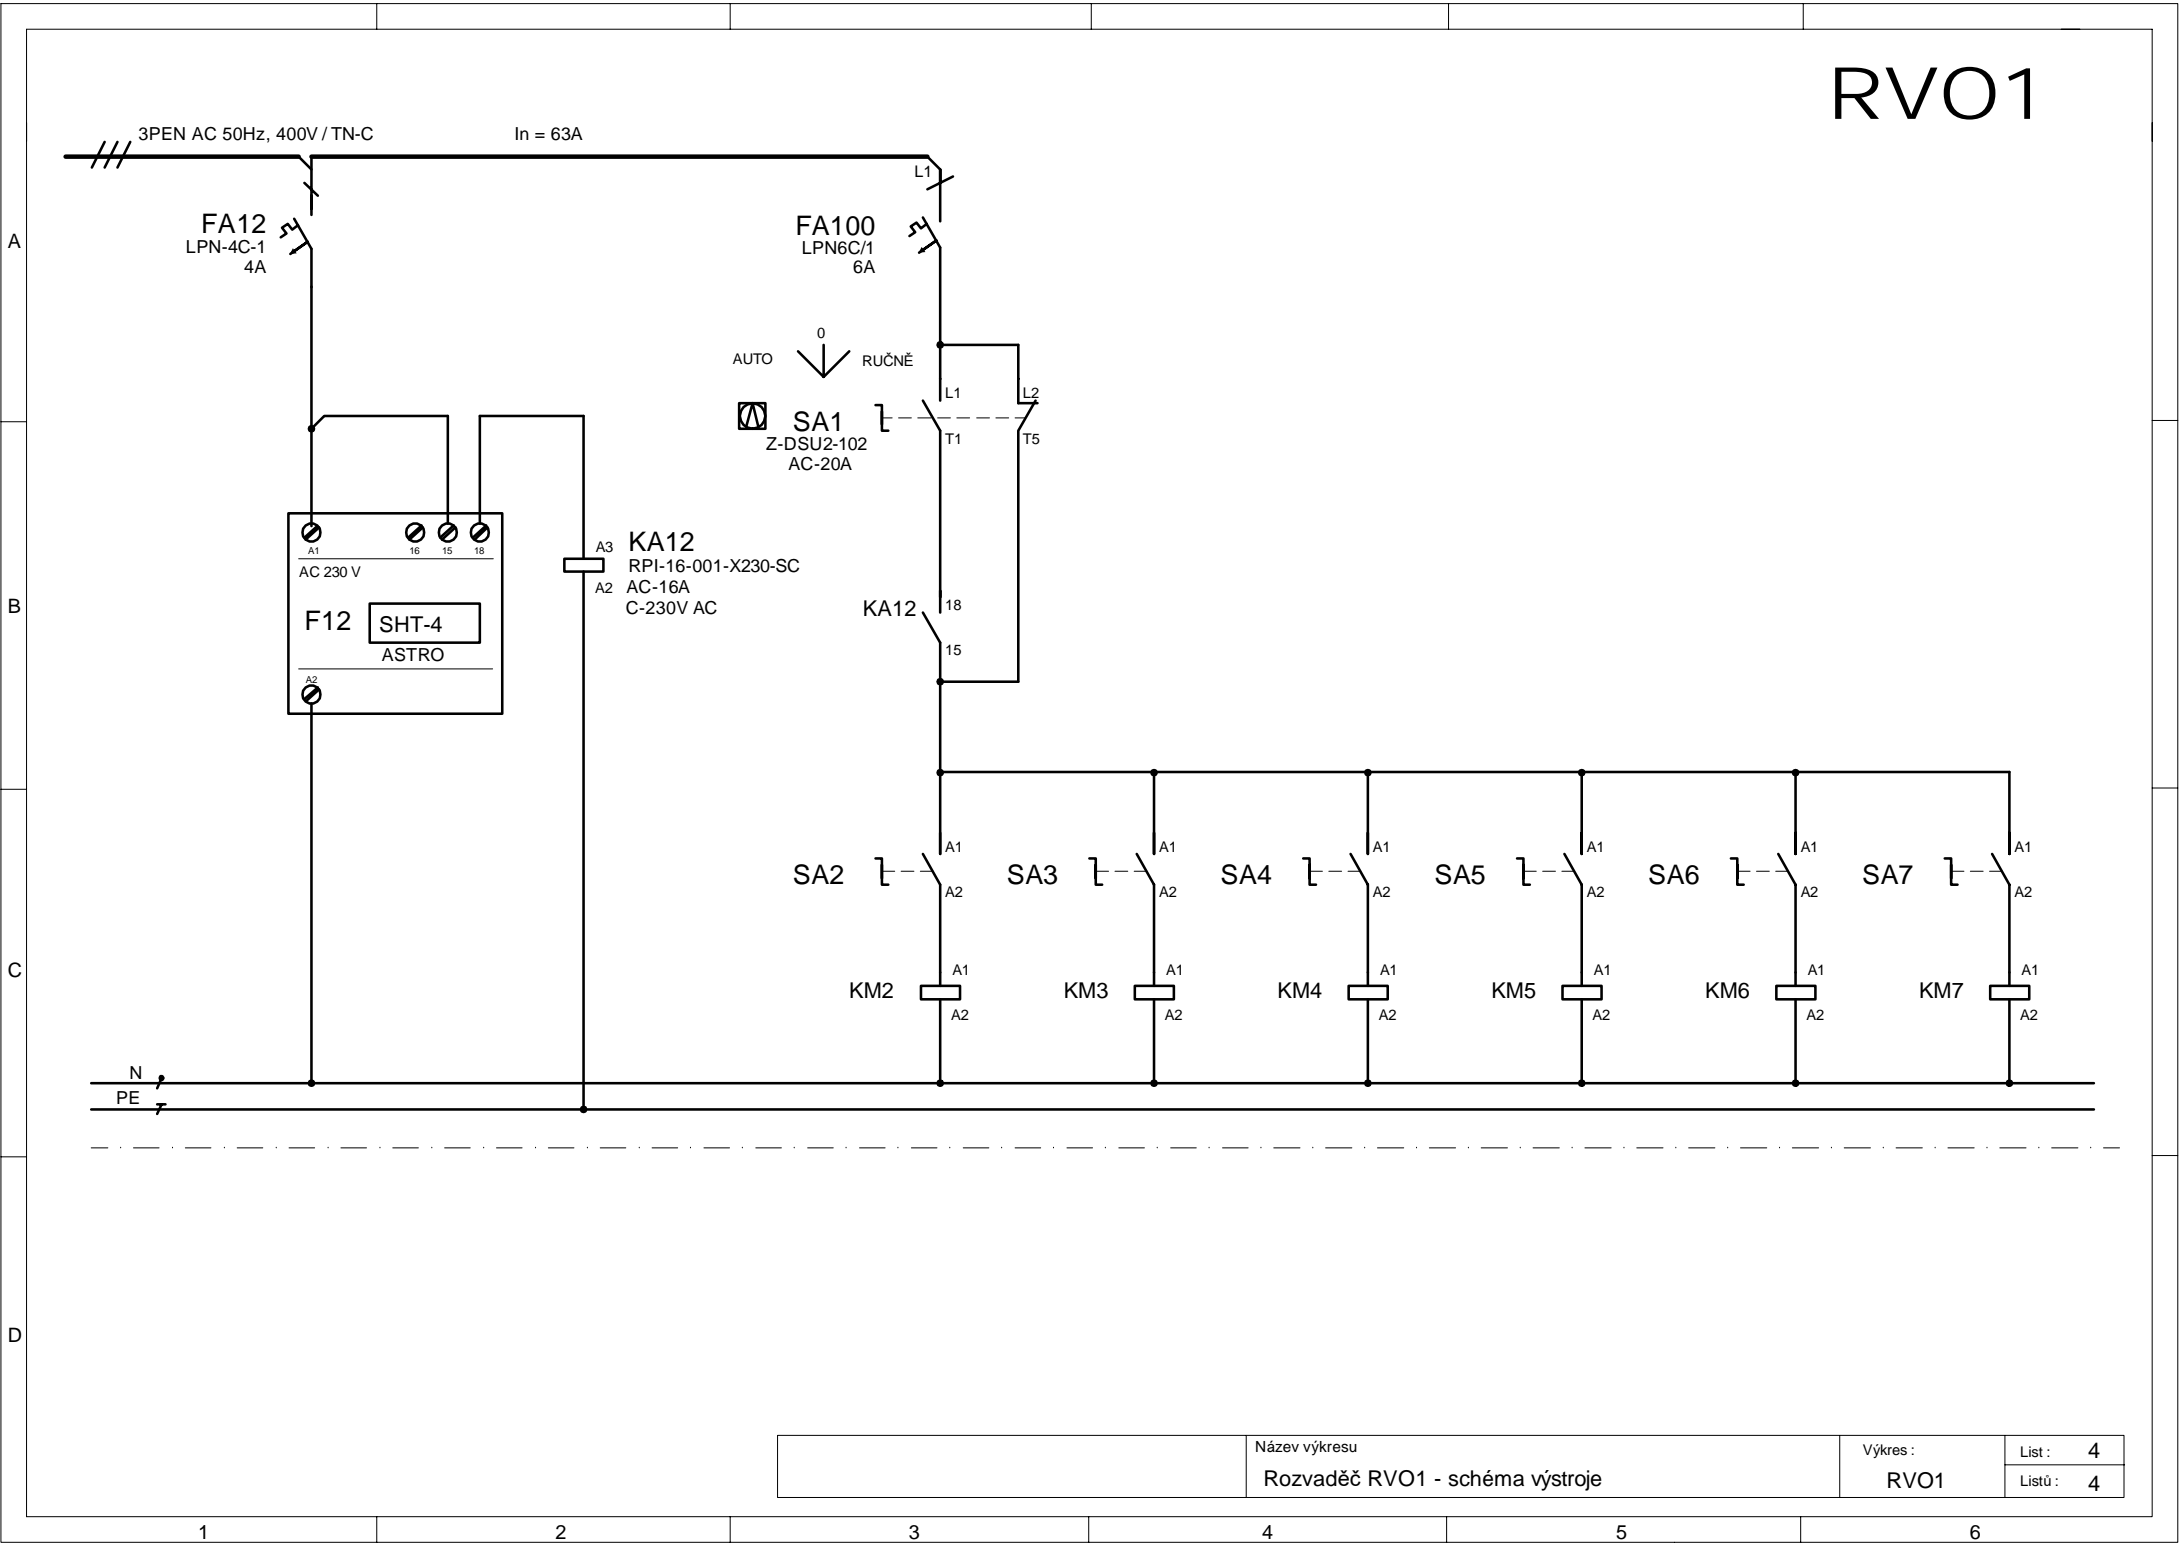 RVO1
3PEN AC 50Hz, 400V / TN-C
In = 63A
L1
FA12
LPN-4C-1
4A
FA100
LPN6C/1
6A
A
0
AUTO
RUČNĚ
L1
L2
SA1
Z-DSU2-102
AC-20A
T1
T5
A1
16
15
18
AC 230 V
F12
SHT-4
ASTRO
A2
A3
KA12
RPI-16-001-X230-SC
A2
AC-16A
C-230V AC
B
KA12
18
15
SA2
A1
A2
SA3
A1
A2
SA4
A1
A2
SA5
A1
A2
SA6
A1
A2
SA7
A1
A2
C
KM2
A1
A2
KM3
A1
A2
KM4
A1
A2
KM5
A1
A2
KM6
A1
A2
KM7
A1
A2
N
PE
D
Název výkresu
Rozvaděč RVO1 - schéma výstroje
Výkres :
RVO1
List : 4
Listů : 4
1
2
3
4
5
6